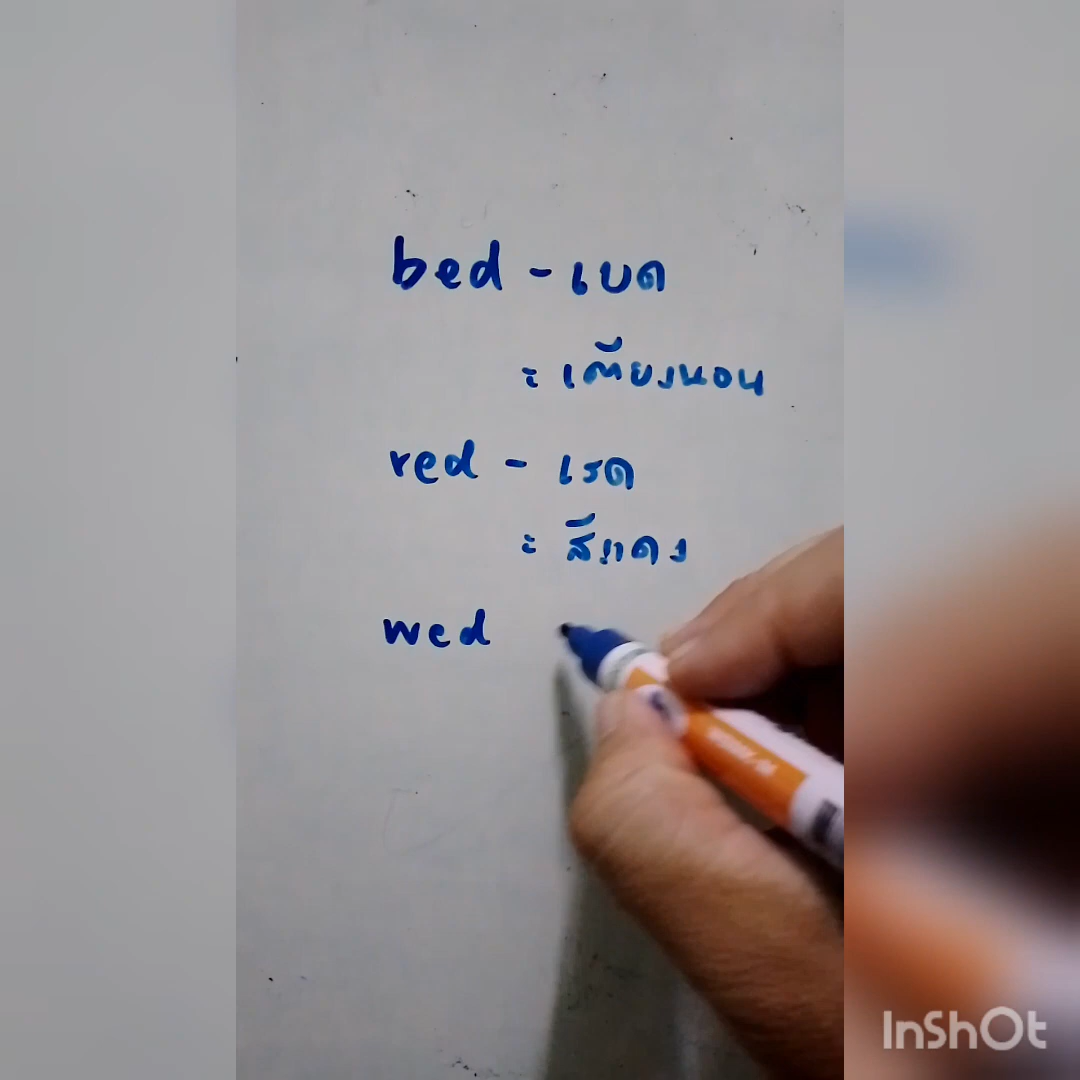 bed - เบด
= เตียงนอน
red - เรด
= สีแดง
wed
InShOt